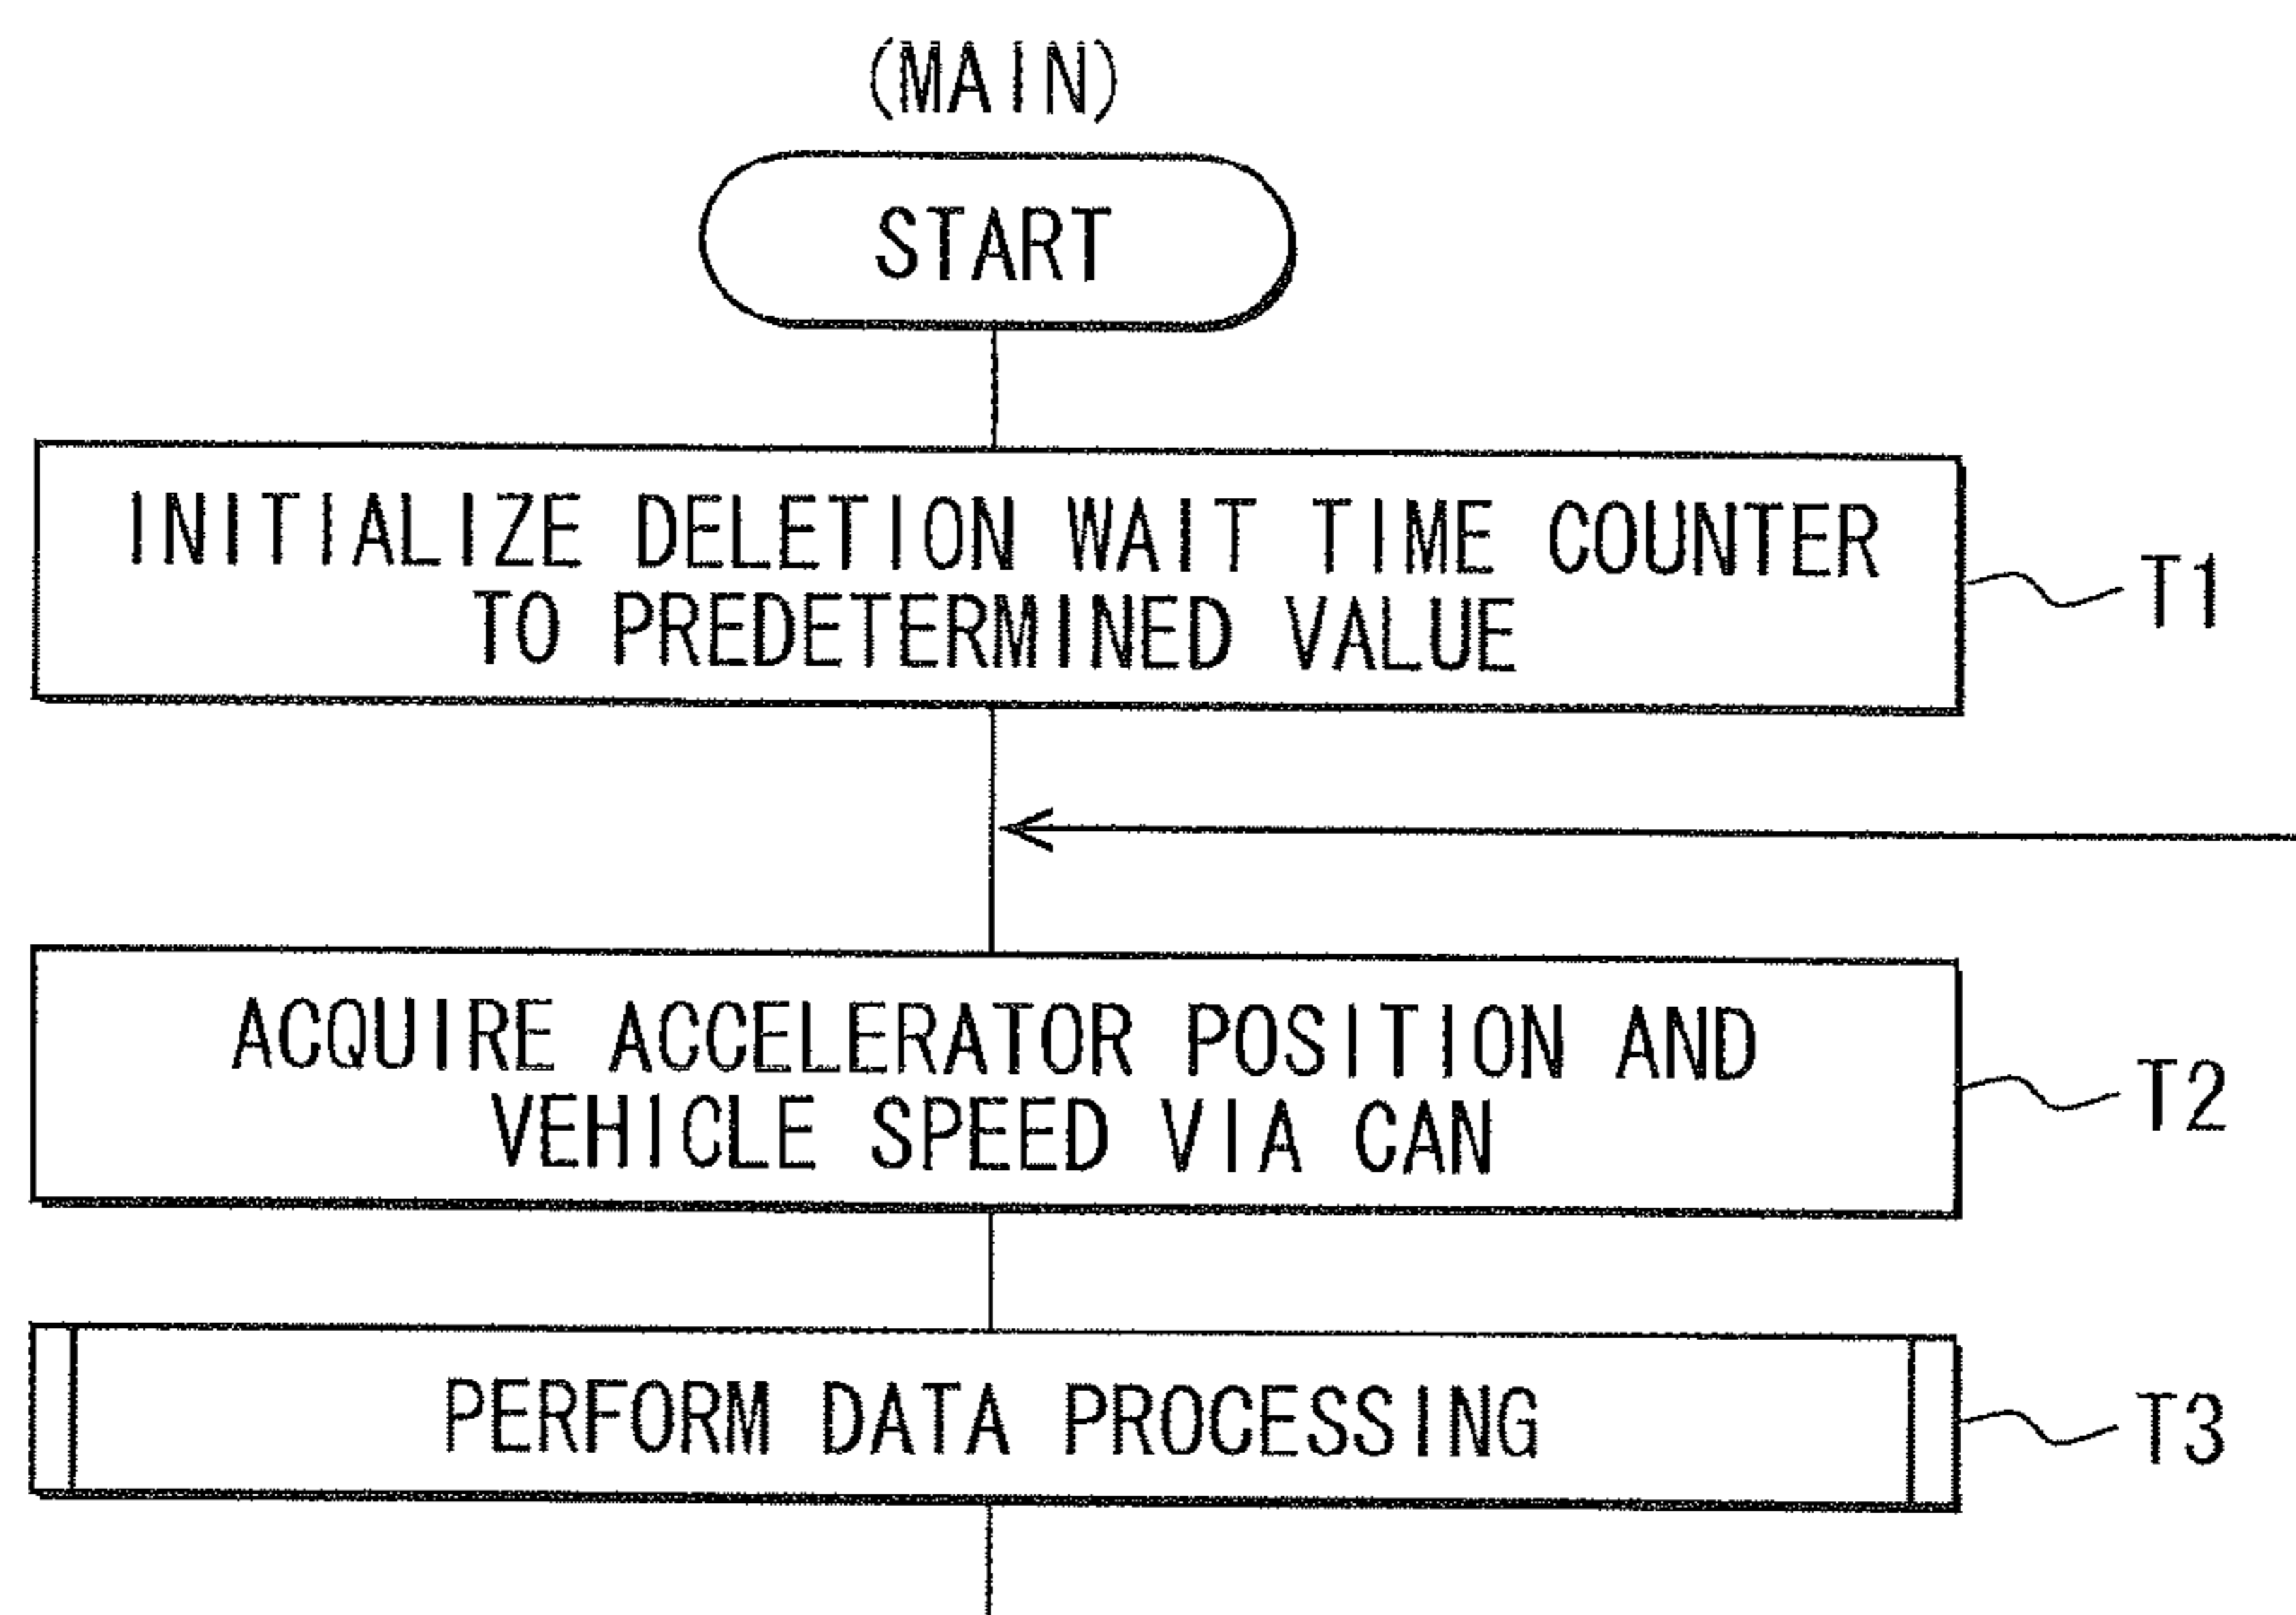 (MAIN)
START
INITIALIZE DELETION WAIT TIME COUNTER
TO PREDETERMINED VALUE
T1
ACQUIRE ACCELERATOR POSITION AND
VEHICLE SPEED VIA CAN
T2
PERFORM DATA PROCESSING
T3